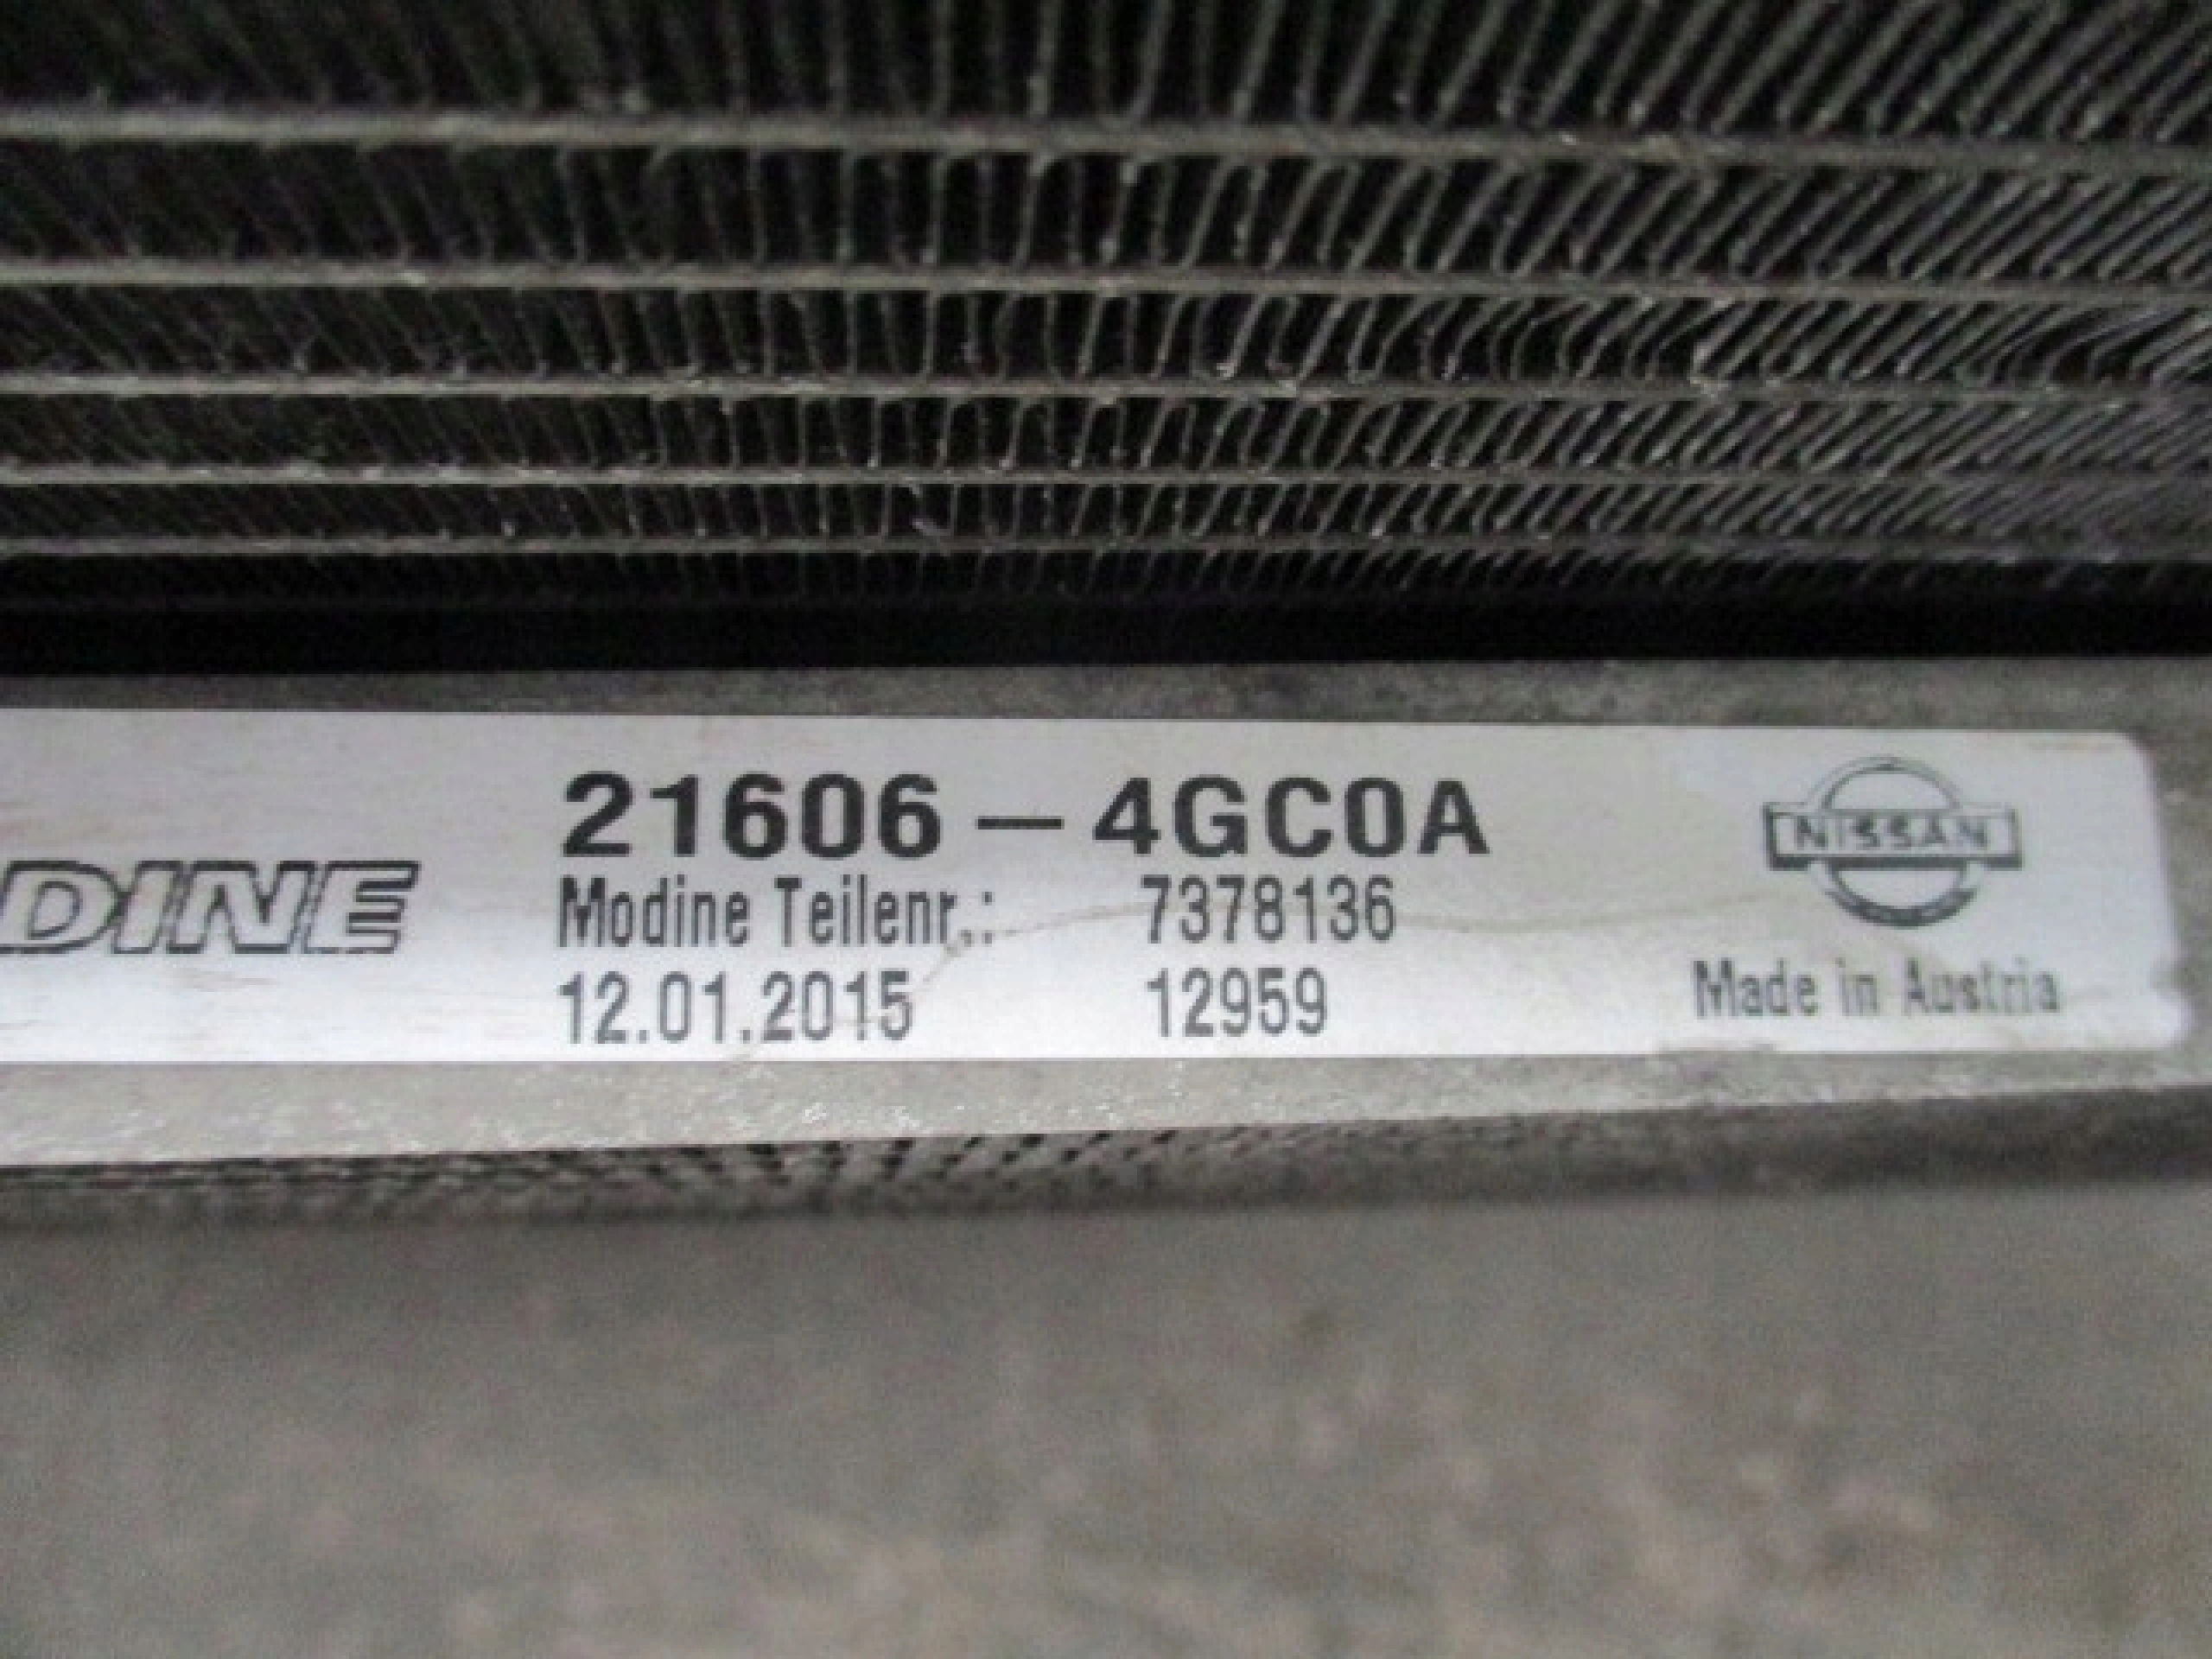 21606 – 4GC0A
DINE
Modine Teilenr.: 7378136
12.01.2015 12959
NISSAN
Made in Austria